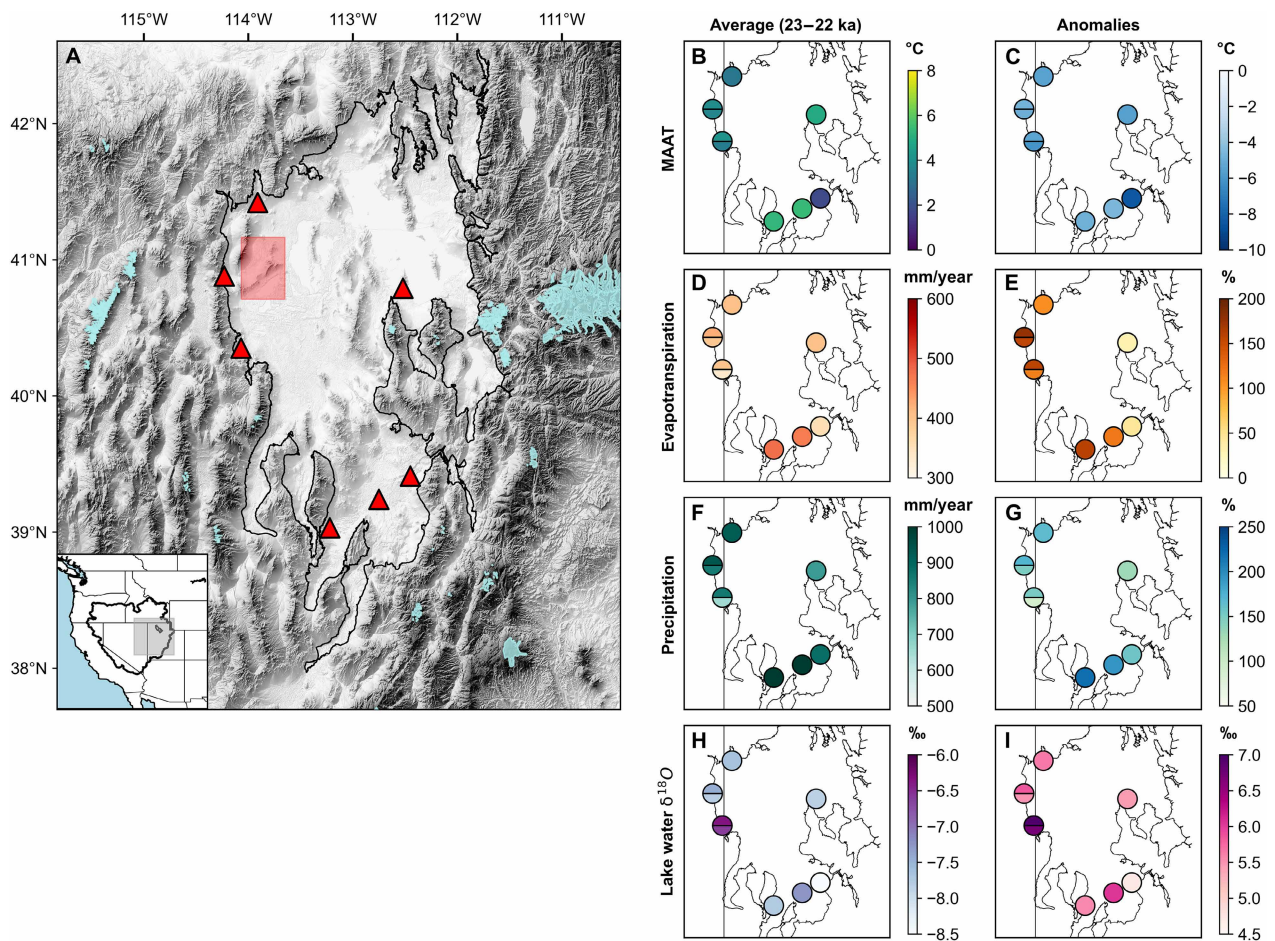 115°W 114°W 113°W 112°W 111°W
42°N
41°N
40°N
39°N
38°N
A
Average (23–22 ka)
Anomalies
MAAT
B
°C
8
6
4
2
0
C
°C
0
−2
−4
−6
−8
−10
Evapotranspiration
D
mm/year
600
500
400
300
E
%
200
150
100
50
0
Precipitation
F
mm/year
1000
900
800
700
600
500
G
%
250
200
150
100
50
Lake water δ¹⁸O
H
‰
−6.0
−6.5
−7.0
−7.5
−8.0
−8.5
I
‰
7.0
6.5
6.0
5.5
5.0
4.5